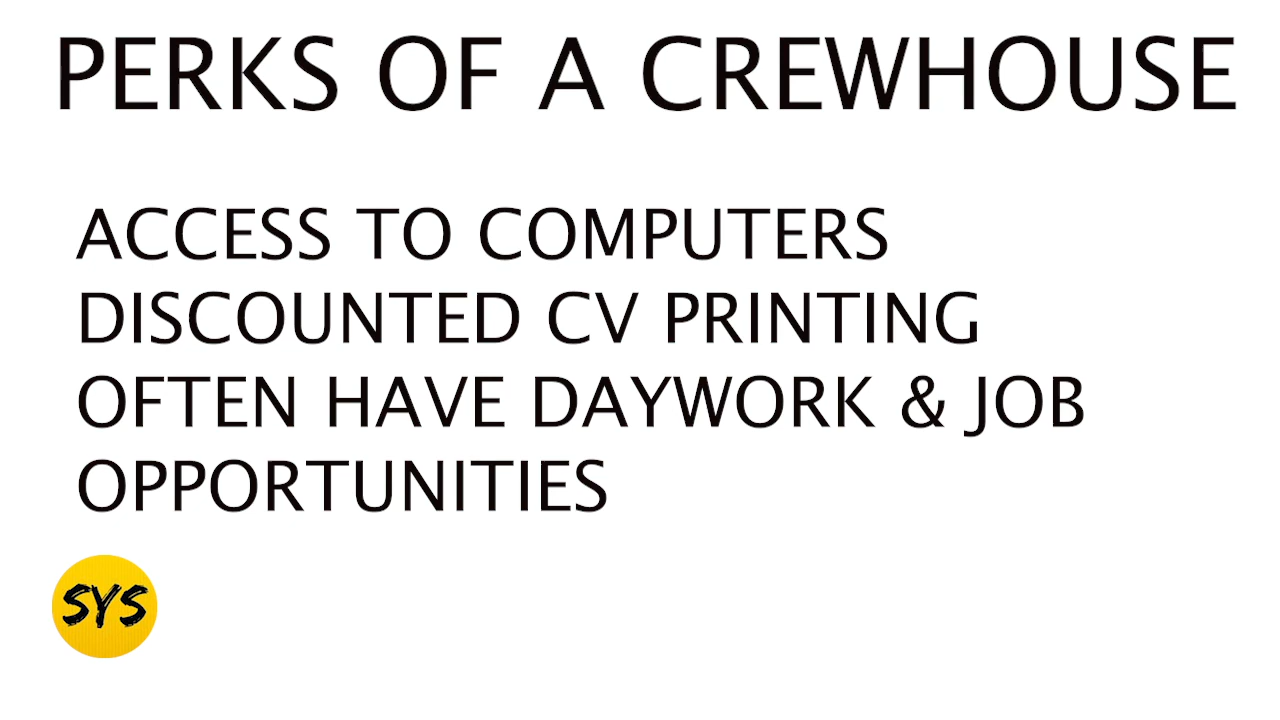 PERKS OF A CREWHOUSE
ACCESS TO COMPUTERS
DISCOUNTED CV PRINTING
OFTEN HAVE DAYWORK & JOB
OPPORTUNITIES
SYS